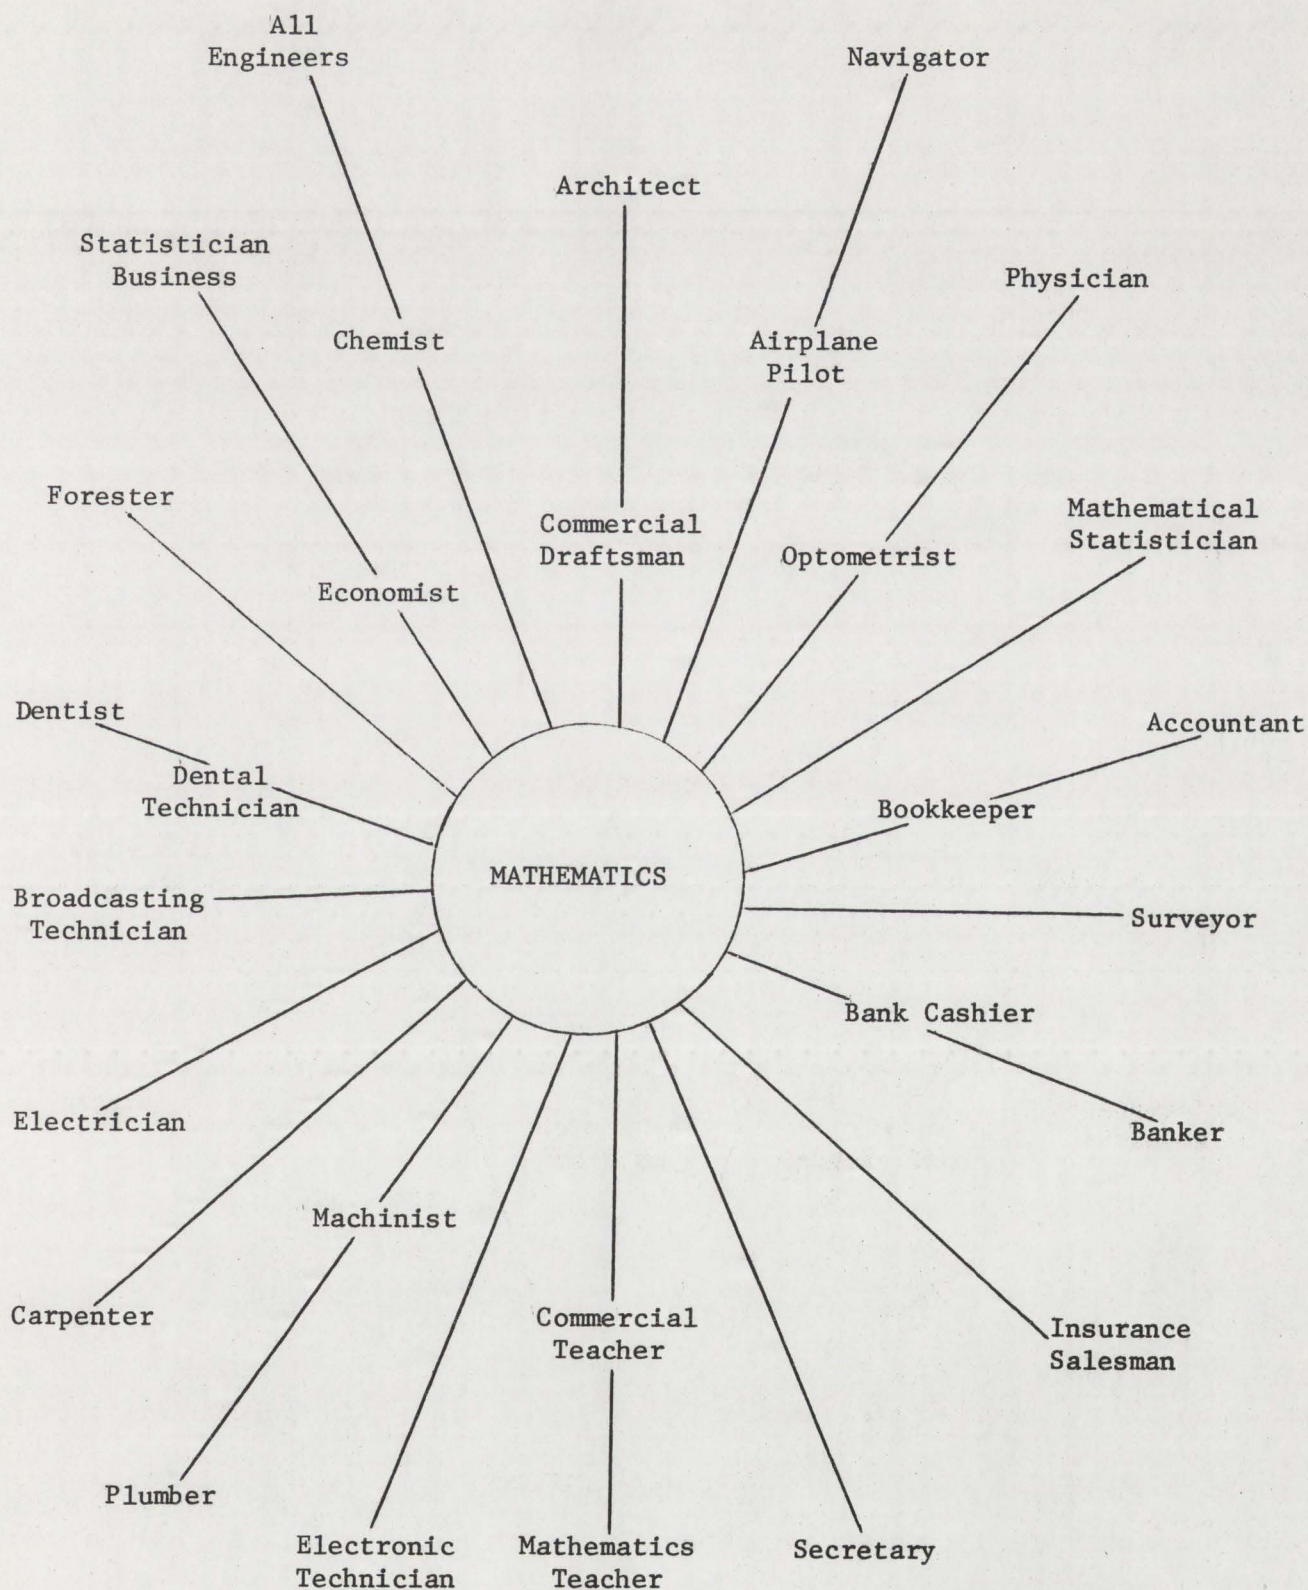 All
Engineers
Navigator
Architect
Statistician
Business
Physician
Chemist
Airplane
Pilot
Forester
Commercial
Draftsman
Mathematical
Statistician
Optometrist
Economist
Dentist
Accountant
Dental
Technician
Bookkeeper
MATHEMATICS
Broadcasting
Technician
Surveyor
Bank Cashier
Electrician
Banker
Machinist
Carpenter
Commercial
Teacher
Insurance
Salesman
Plumber
Electronic
Technician
Mathematics
Teacher
Secretary